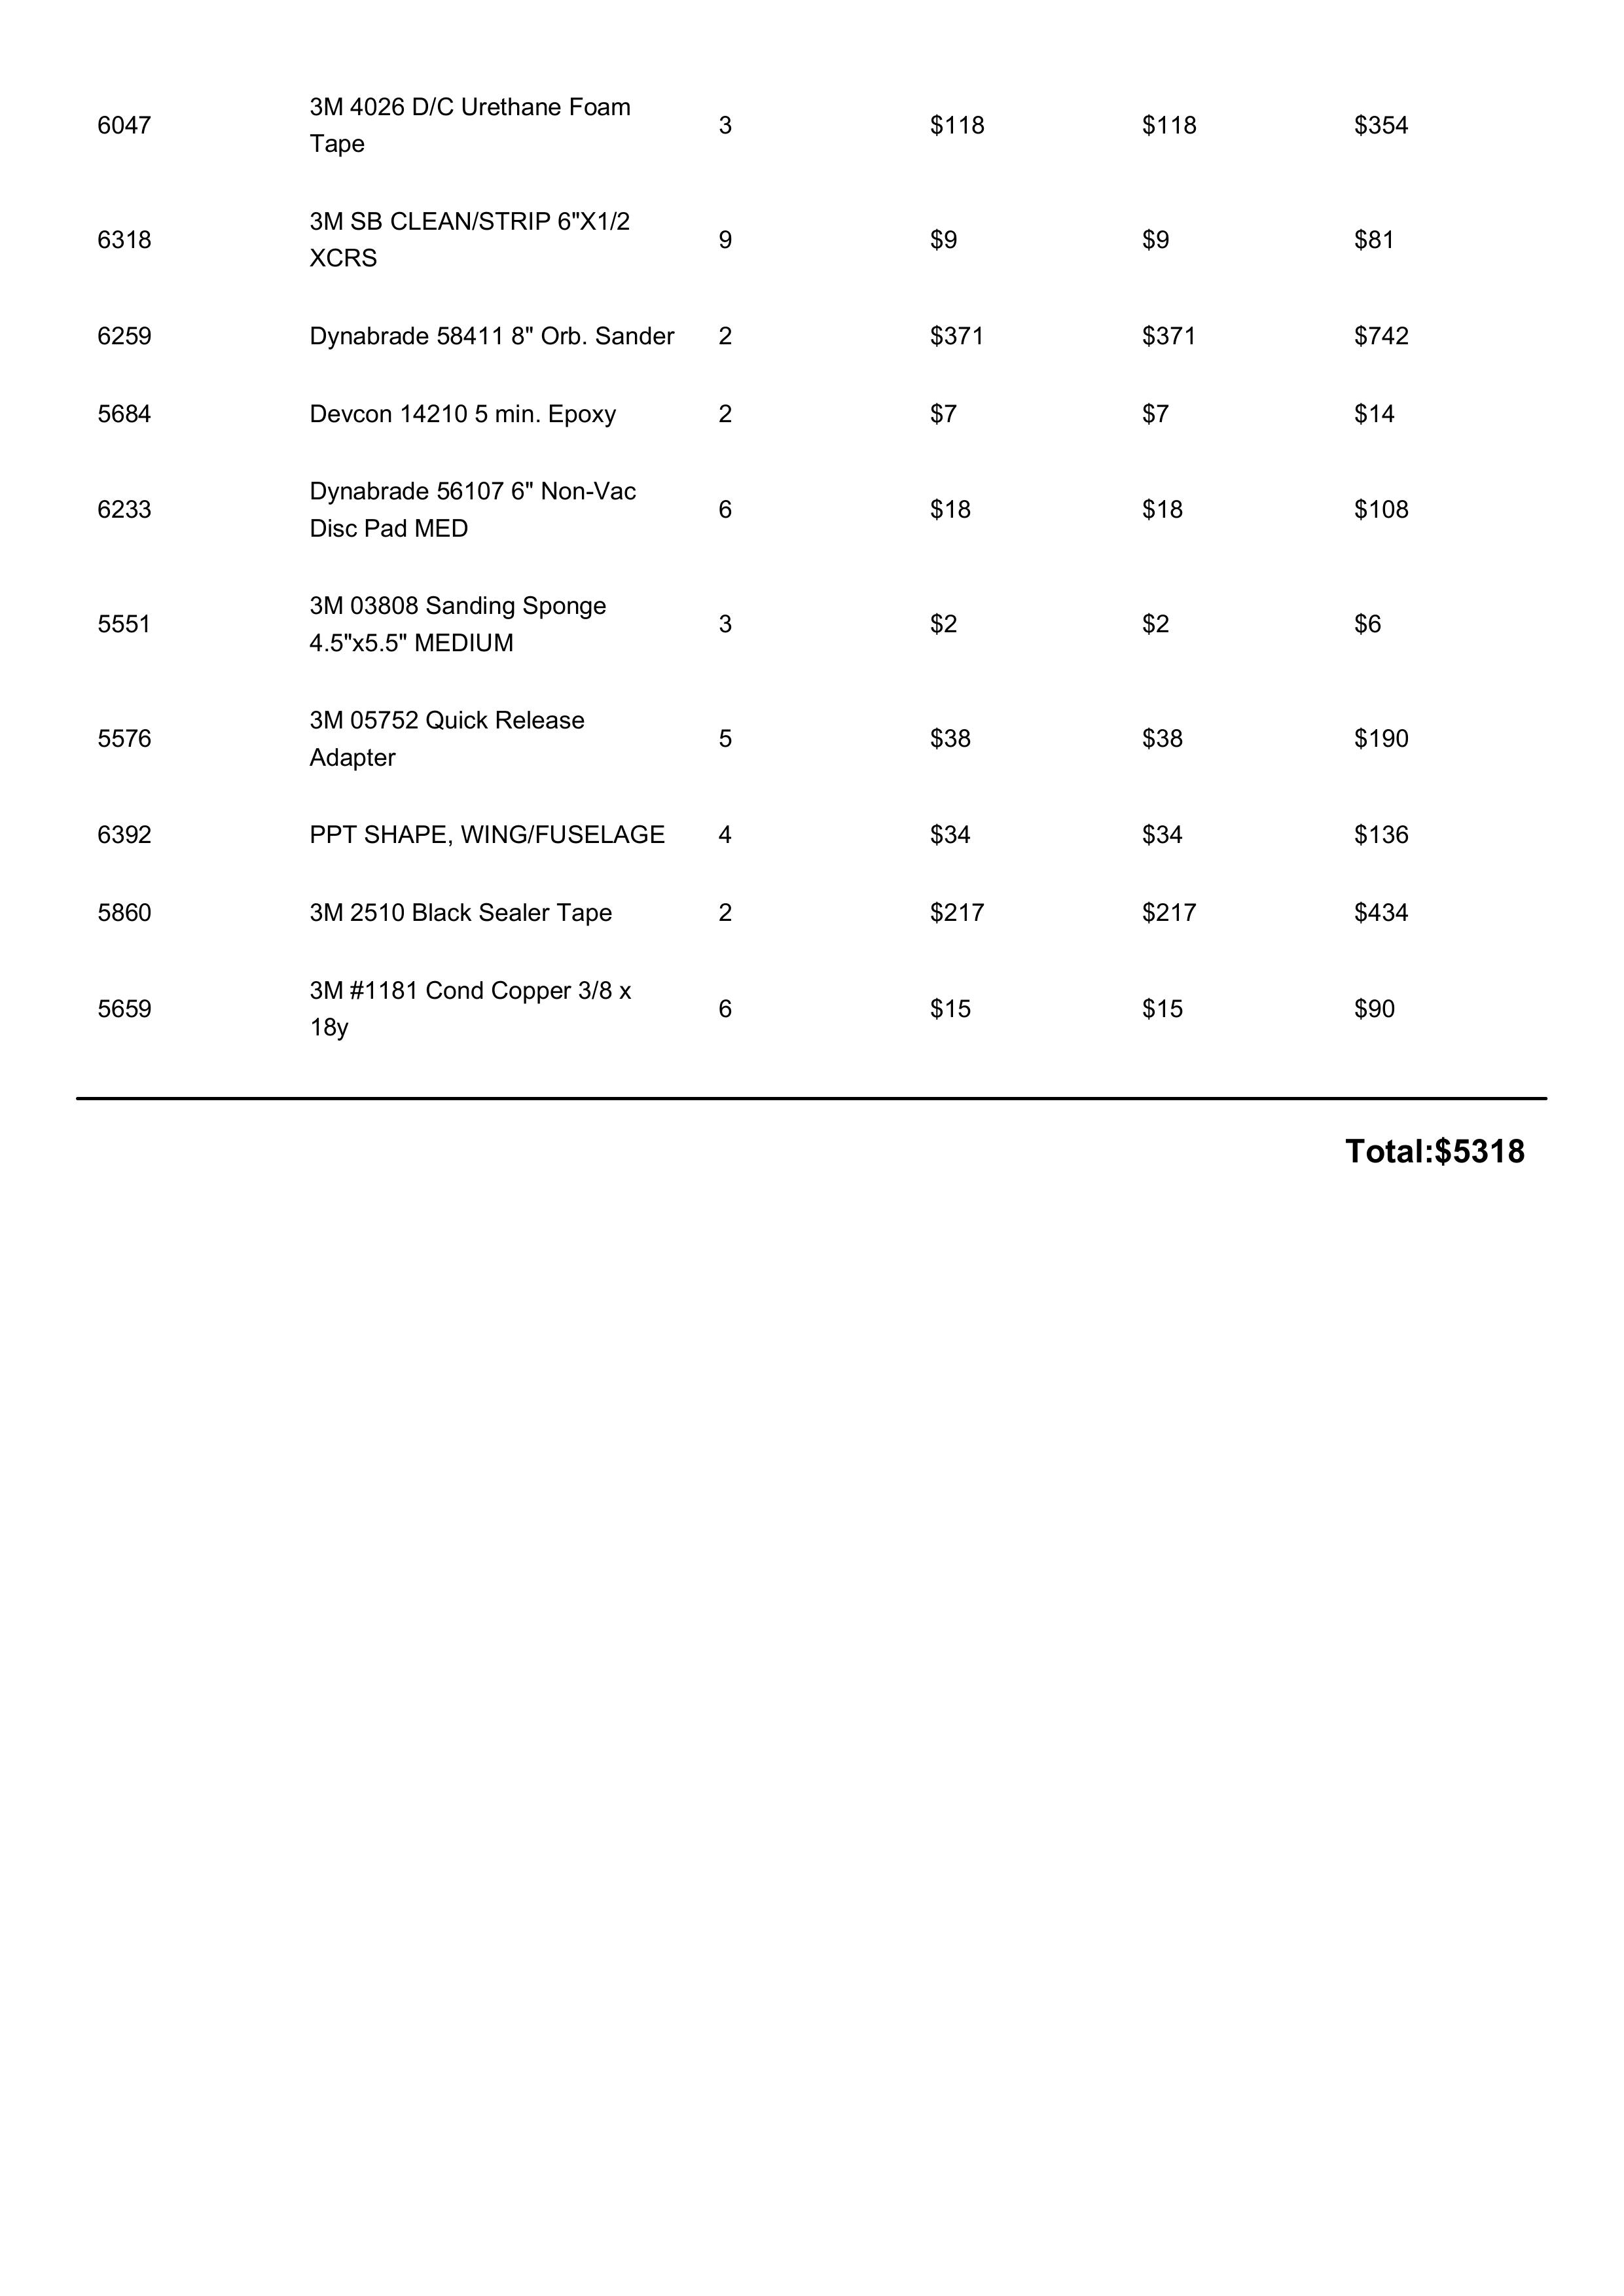 6047 3M 4026 D/C Urethane Foam Tape 3 $118 $118 $354
6318 3M SB CLEAN/STRIP 6"X1/2 XCRS 9 $9 $9 $81
6259 Dynabrade 58411 8" Orb. Sander 2 $371 $371 $742
5684 Devcon 14210 5 min. Epoxy 2 $7 $7 $14
6233 Dynabrade 56107 6" Non-Vac Disc Pad MED 6 $18 $18 $108
5551 3M 03808 Sanding Sponge 4.5"x5.5" MEDIUM 3 $2 $2 $6
5576 3M 05752 Quick Release Adapter 5 $38 $38 $190
6392 PPT SHAPE, WING/FUSELAGE 4 $34 $34 $136
5860 3M 2510 Black Sealer Tape 2 $217 $217 $434
5659 3M #1181 Cond Copper 3/8 x 18y 6 $15 $15 $90
Total:$5318